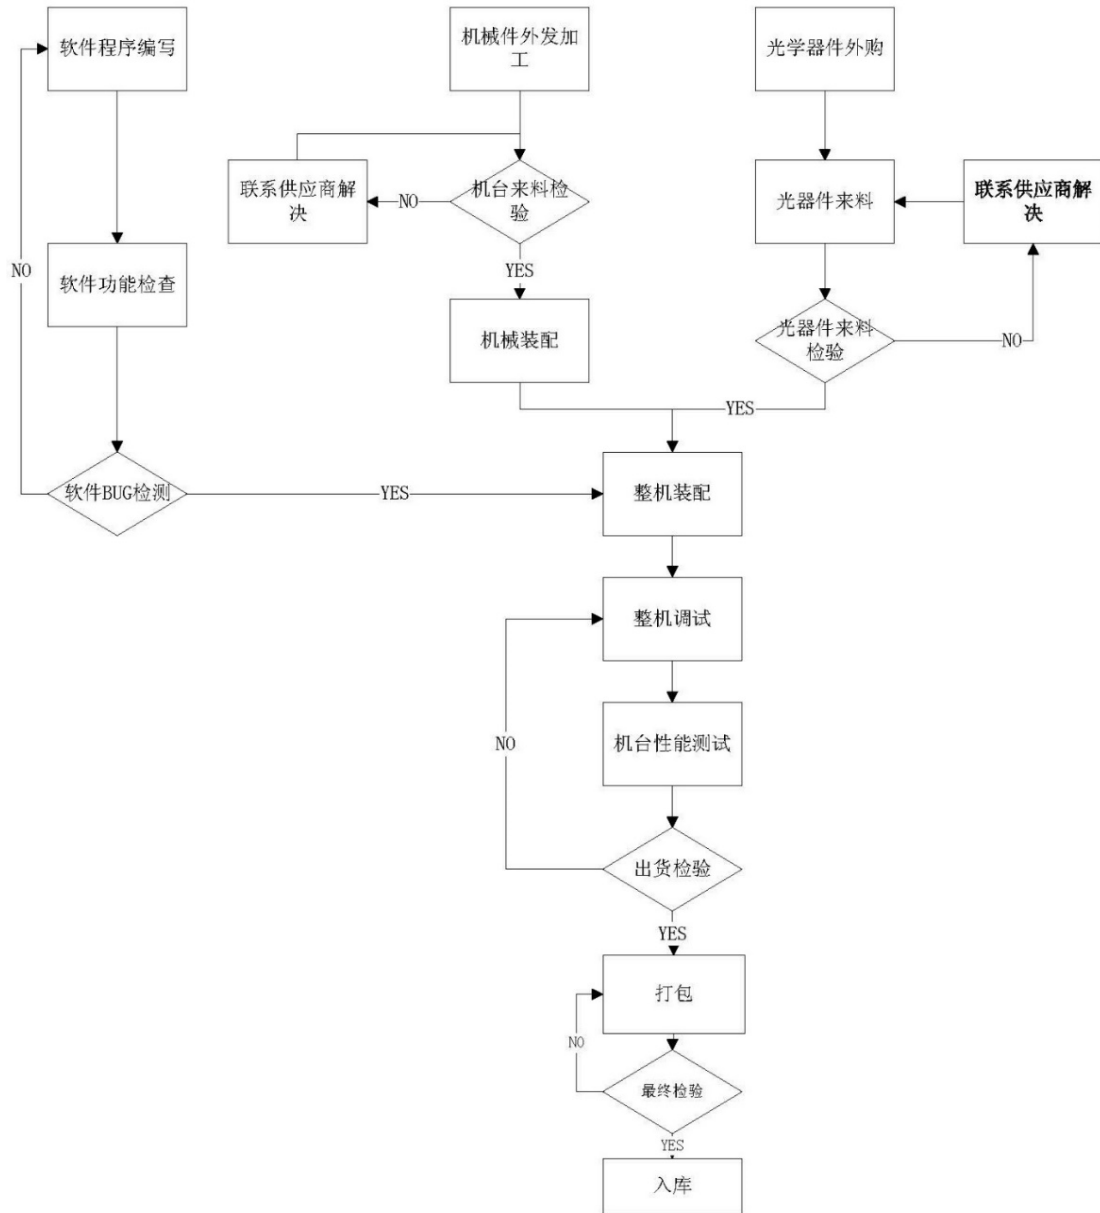 软件程序编写
机械件外发加
工
光学器件外购
联系供应商解
决
NO
机台来料检
验
光器件来料
联系供应商解
决
YES
NO
软件功能检查
机械装配
光器件来料
检验
NO
YES
软件BUG检测
YES
整机装配
整机调试
NO
机台性能测试
出货检验
YES
打包
NO
最终检验
YES
入库